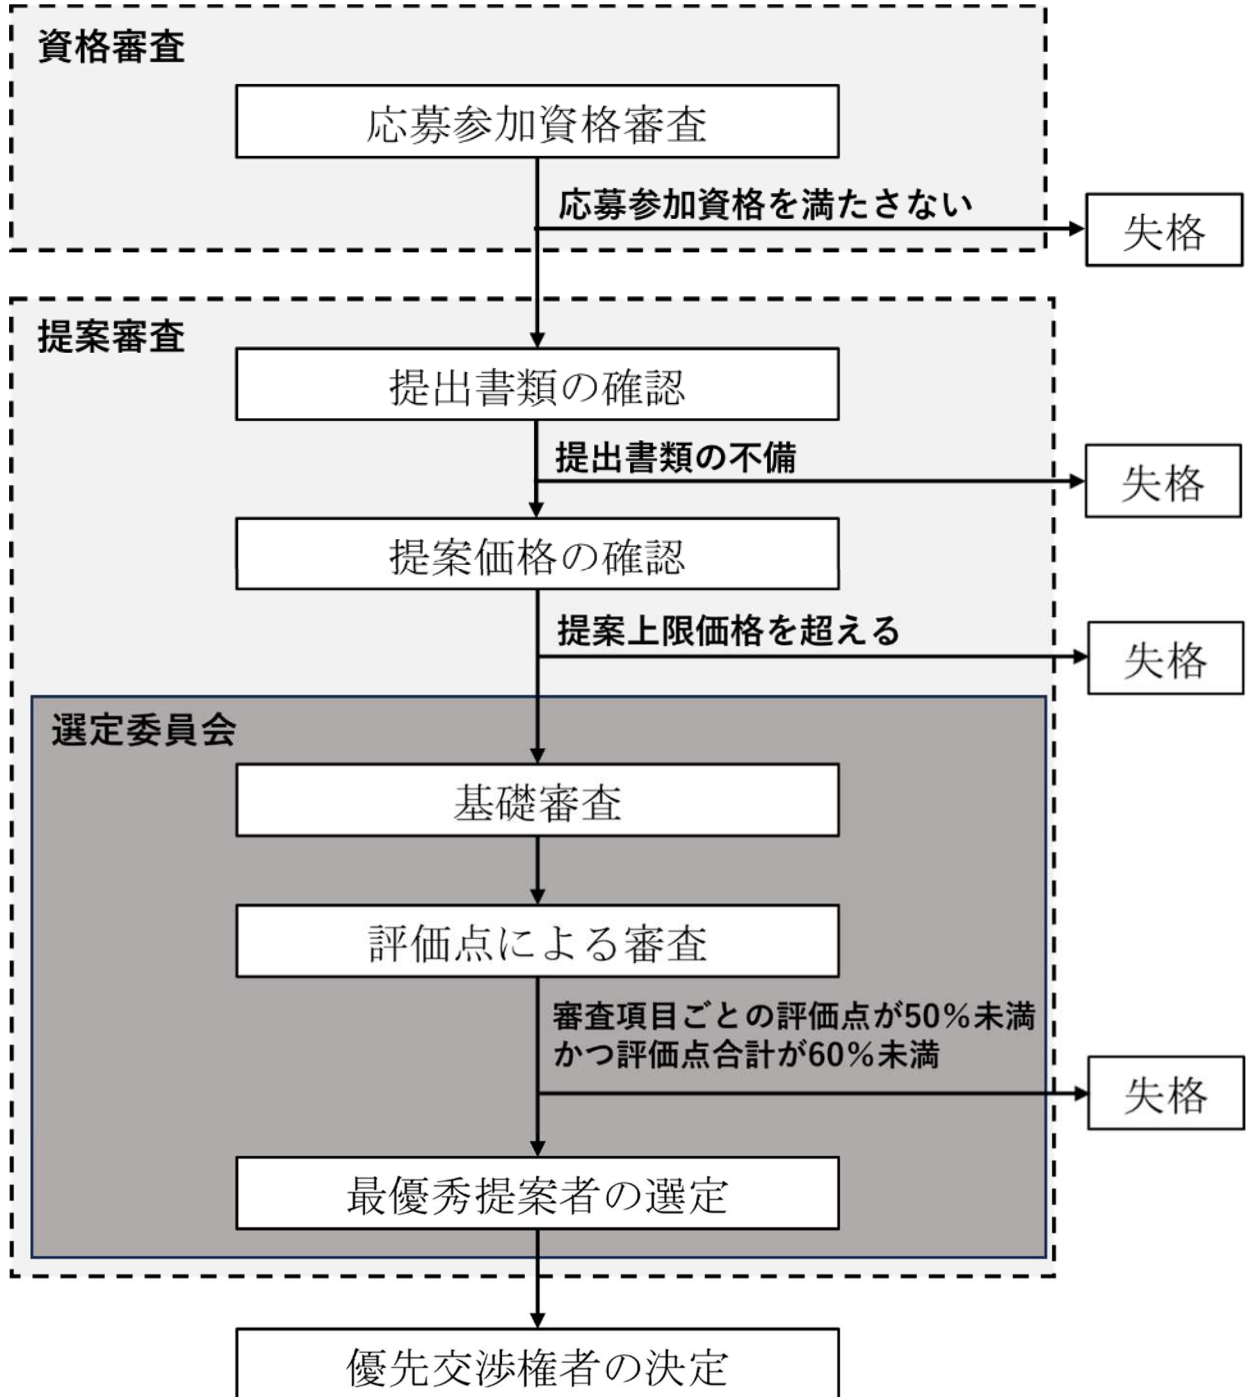 資格審査
応募参加資格審査
応募参加資格を満たさない
失格
提案審査
提出書類の確認
提出書類の不備
失格
提案価格の確認
提案上限価格を超える
失格
選定委員会
基礎審査
評価点による審査
審査項目ごとの評価点が50%未満
かつ評価点合計が60%未満
失格
最優秀提案者の選定
優先交渉権者の決定